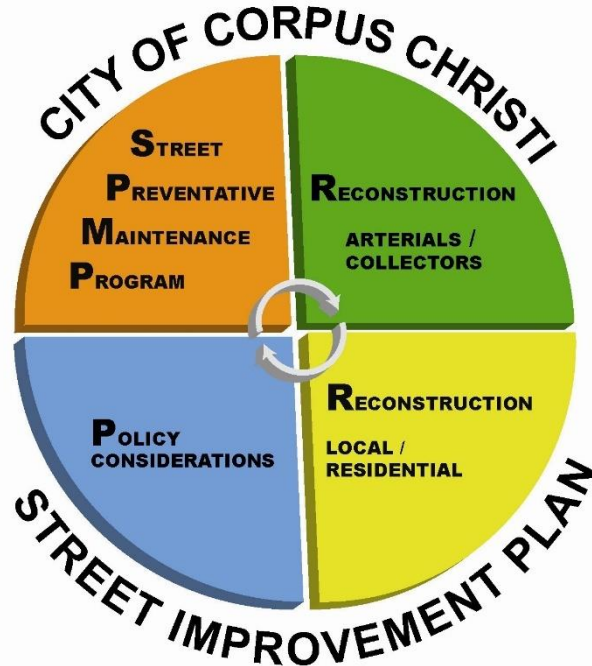 CITY OF CORPUS CHRISTI
STREET
PREVENTATIVE
MAINTENANCE
PROGRAM
RECONSTRUCTION
ARTERIALS /
COLLECTORS
POLICY
CONSIDERATIONS
RECONSTRUCTION
LOCAL /
RESIDENTIAL
STREET IMPROVEMENT PLAN